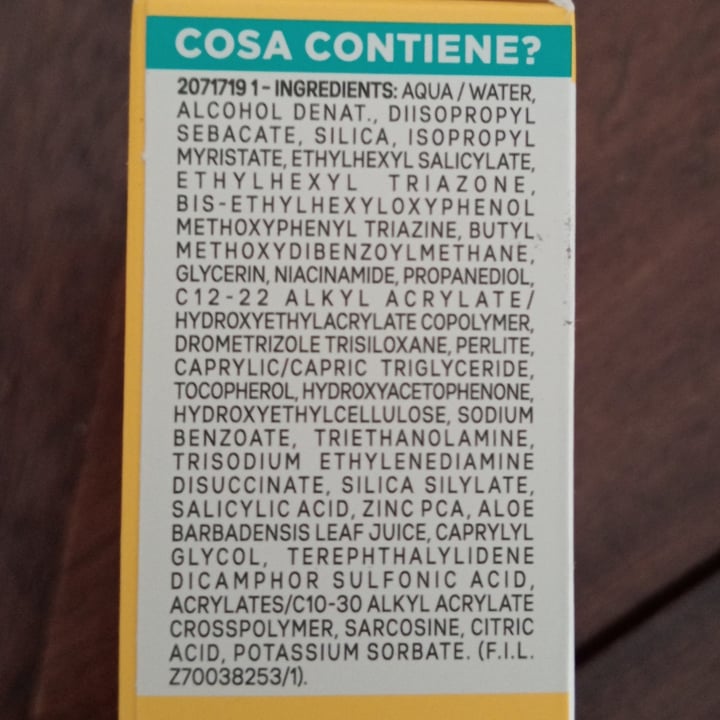 COSA CONTIENE?
2071719 1 - INGREDIENTS: AQUA / WATER,
ALCOHOL DENAT., DIISOPROPYL
SEBACATE, SILICA, ISOPROPYL
MYRISTATE, ETHYLHEXYL SALICYLATE,
ETHYLHEXYL TRIAZONE,
BIS-ETHYLHEXYLOXYPHENOL
METHOXYPHENYL TRIAZINE, BUTYL
METHOXYDIBENZOYLMETHANE,
GLYCERIN, NIACINAMIDE, PROPANEDIOL,
C12-22 ALKYL ACRYLATE/
HYDROXYETHYLACRYLATE COPOLYMER,
DROMETRIZOLE TRISILOXANE, PERLITE,
CAPRYLIC/CAPRIC TRIGLYCERIDE,
TOCOPHEROL, HYDROXYACETOPHENONE,
HYDROXYETHYLCELLULOSE, SODIUM
BENZOATE, TRIETHANOLAMINE,
TRISODIUM ETHYLENEDIAMINE
DISUCCINATE, SILICA SILYLATE,
SALICYLIC ACID, ZINC PCA, ALOE
BARBADENSIS LEAF JUICE, CAPRYLYL
GLYCOL, TEREPHTHALYLIDENE
DICAMPHOR SULFONIC ACID,
ACRYLATES/C10-30 ALKYL ACRYLATE
CROSSPOLYMER, SARCOSINE, CITRIC
ACID, POTASSIUM SORBATE. (F.I.L.
Z70038253/1).